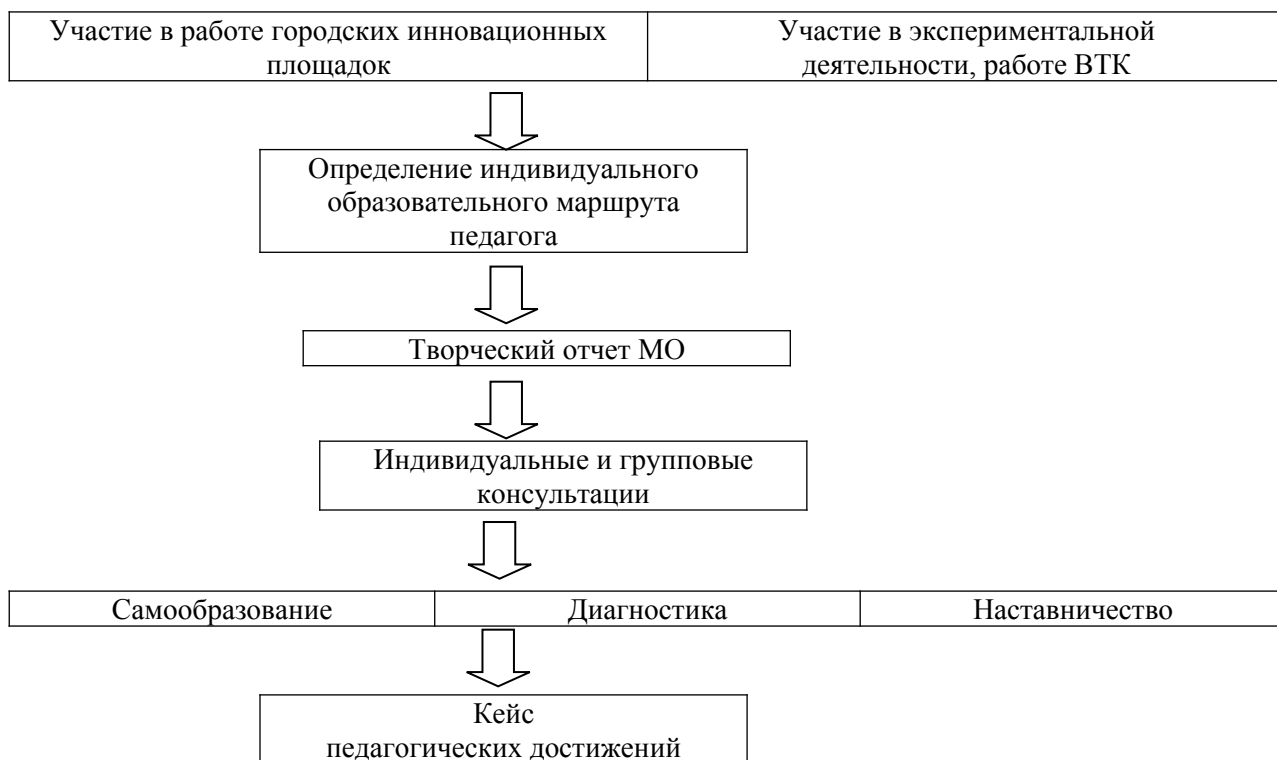 Участие в работе городских инновационных
площадок
Участие в экспериментальной
деятельности, работе ВТК
Определение индивидуального
образовательного маршрута
педагога
Творческий отчет МО
Индивидуальные и групповые
консультации
Самообразование
Диагностика
Наставничество
Кейс
педагогических достижений